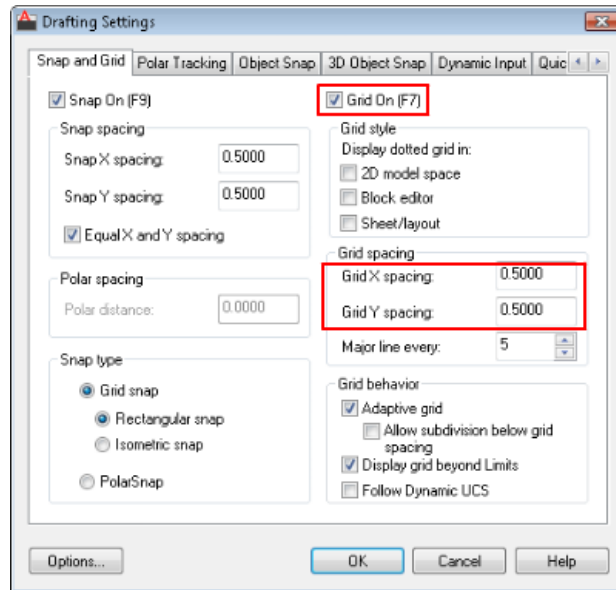 Drafting Settings
Snap and Grid Polar Tracking Object Snap 3D Object Snap Dynamic Input Quic
Snap On (F9)
Snap spacing
Snap X spacing: 0.5000
Snap Y spacing: 0.5000
Equal X and Y spacing
Polar spacing
Polar distance: 0.0000
Snap type
Grid snap
Rectangular snap
Isometric snap
PolarSnap
Grid On (F7)
Grid style
Display dotted grid in:
2D model space
Block editor
Sheet/layout
Grid spacing
Grid X spacing: 0.5000
Grid Y spacing: 0.5000
Major line every: 5
Grid behavior
Adaptive grid
Allow subdivision below grid
spacing
Display grid beyond Limits
Follow Dynamic UCS
Options... OK Cancel Help